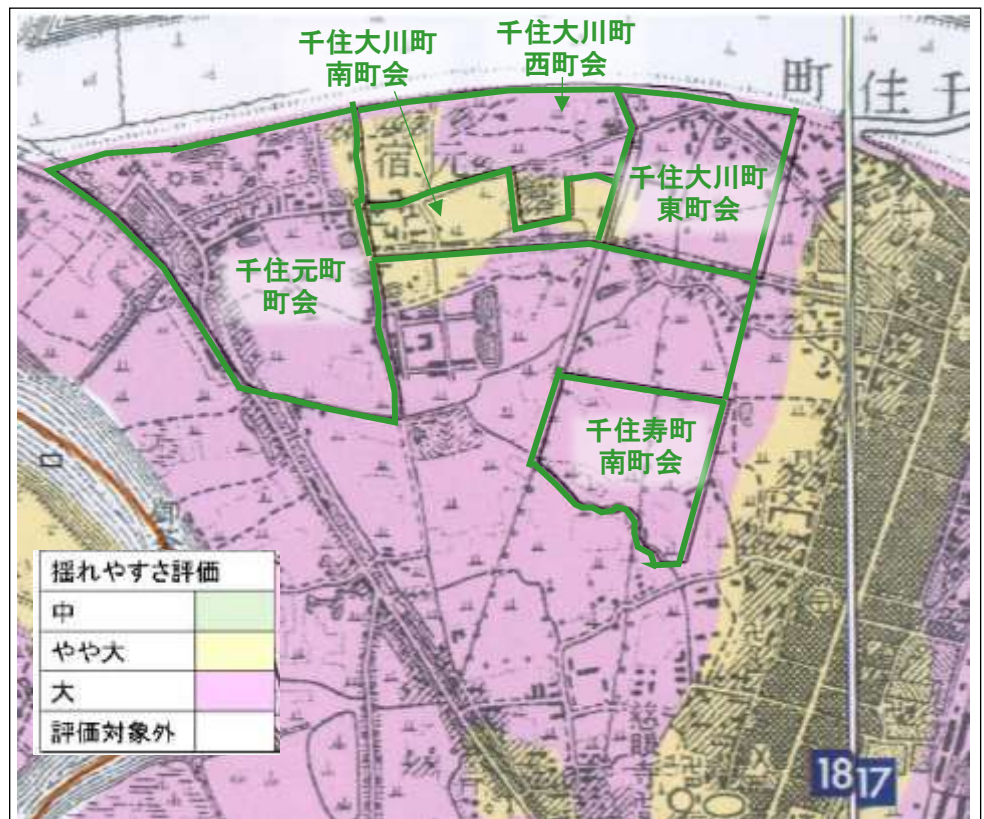 千住大川町
南町会
千住大川町
西町会
町住千
宿元
千住大川町
東町会
千住元町
町会
千住寿町
南町会
揺れやすさ評価
中
やや大
大
評価対象外
18 17